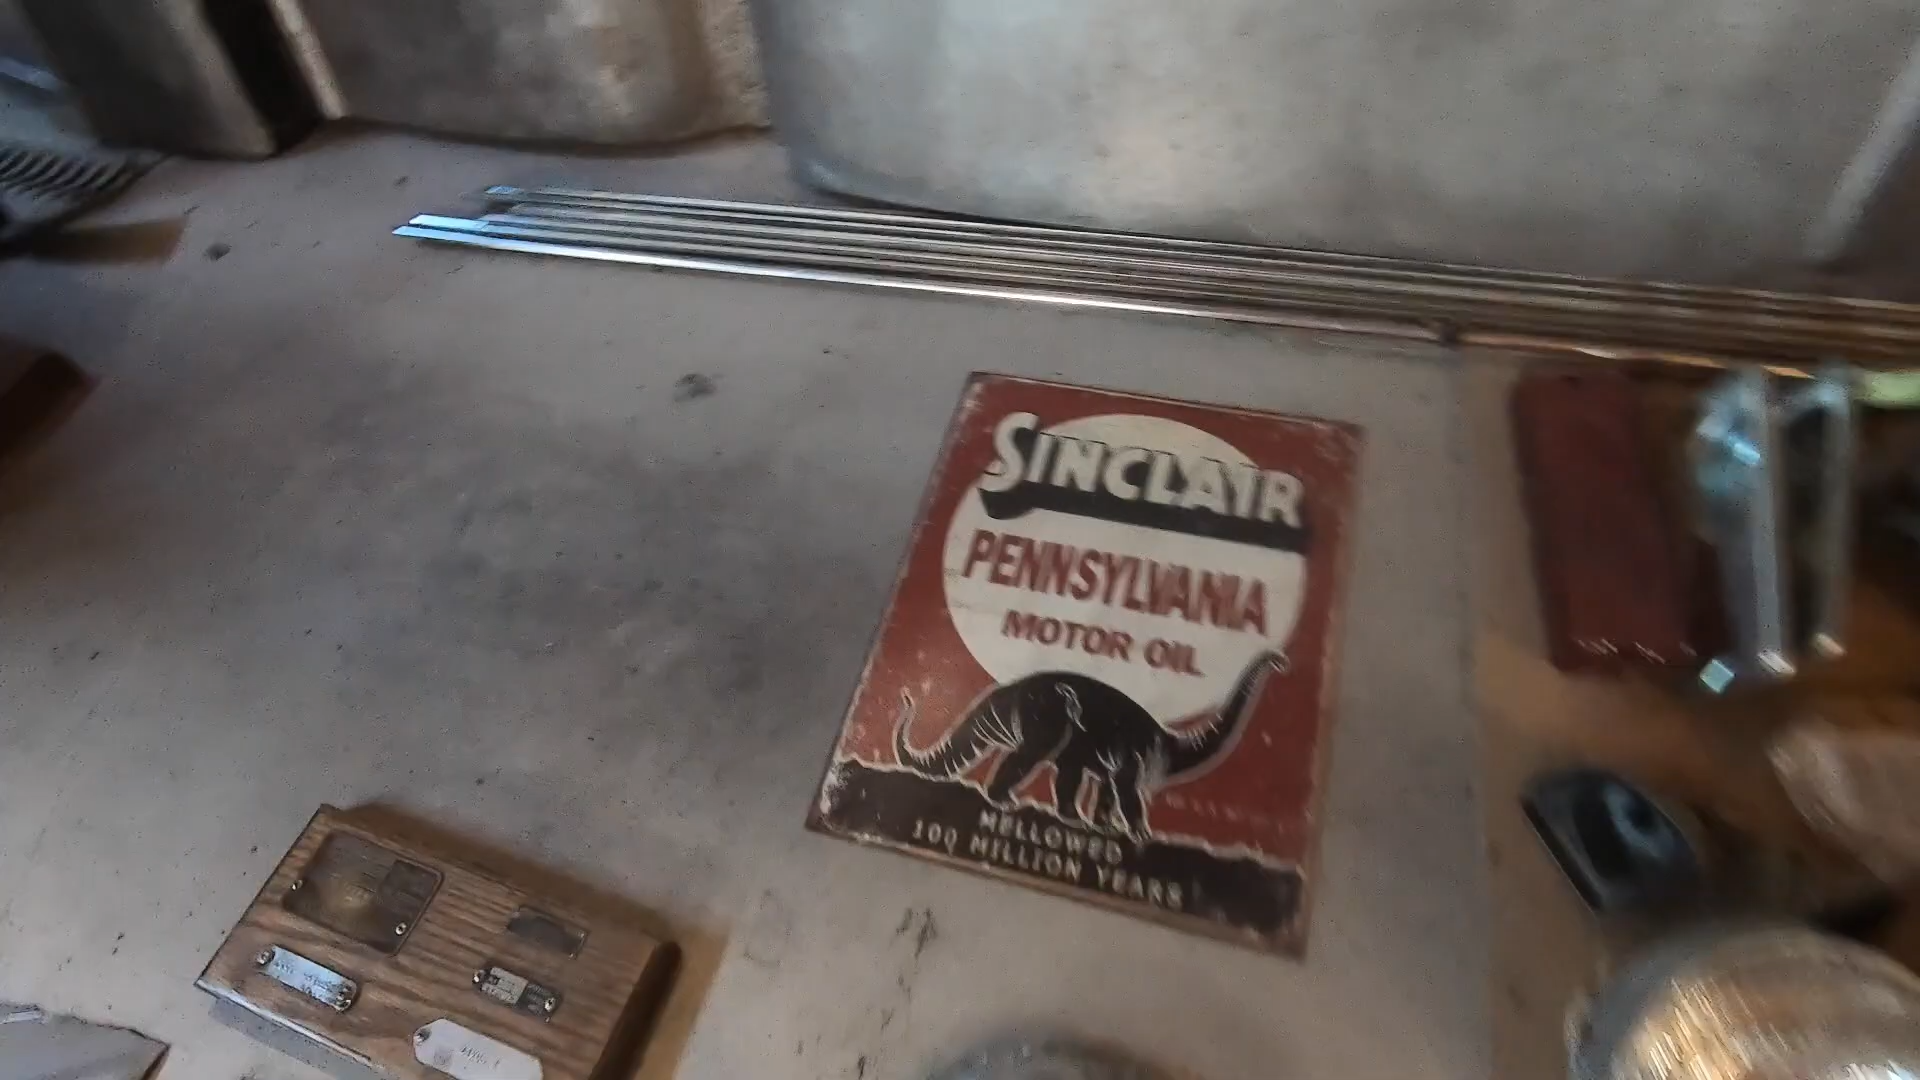 SINCLAIR
PENNSYLVANIA
MOTOR OIL
MELLOWED
100 MILLION YEARS